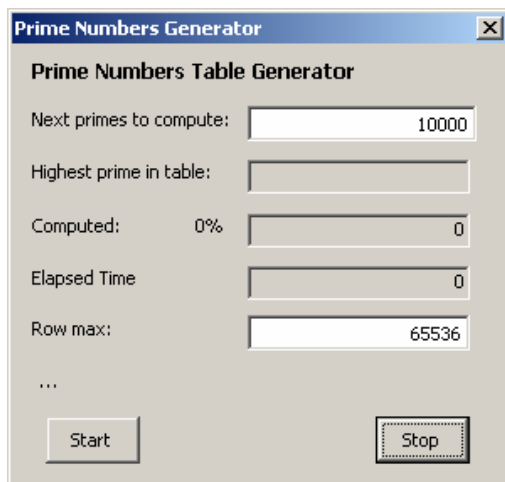 Prime Numbers Generator
Prime Numbers Table Generator
Next primes to compute: 10000
Highest prime in table:
Computed: 0% 0
Elapsed Time 0
Row max: 65536
...
Start Stop